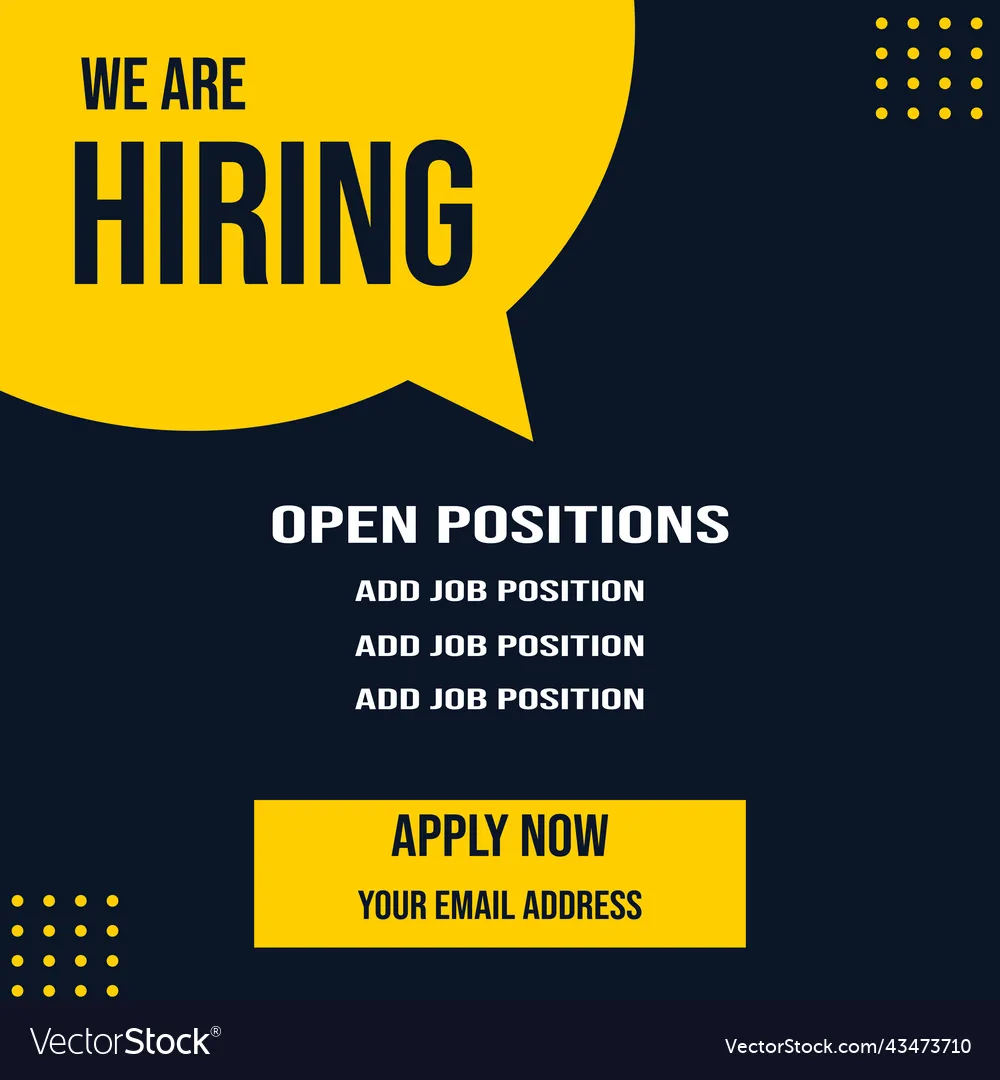 WE ARE
HIRING
OPEN POSITIONS
ADD JOB POSITION
ADD JOB POSITION
ADD JOB POSITION
APPLY NOW
YOUR EMAIL ADDRESS
VectorStock®
VectorStock.com/43473710